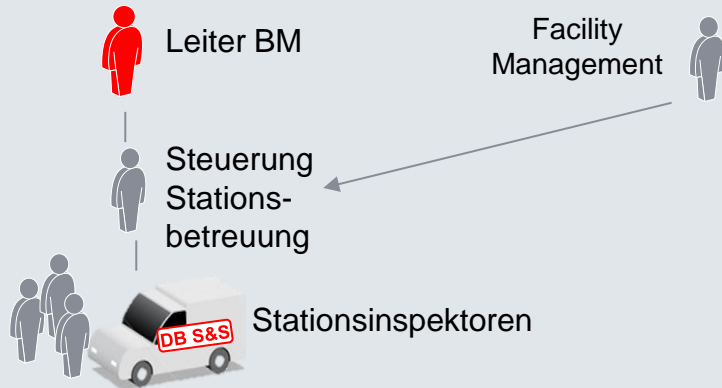 Leiter BM
Facility
Management
Steuerung
Stations-
betreuung
DB S&S
Stationsinspektoren